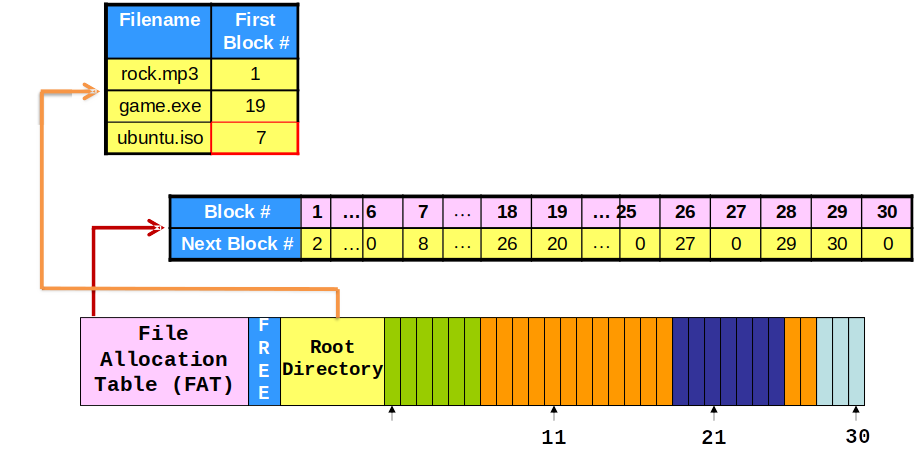 Filename First Block #
rock.mp3 1
game.exe 19
ubuntu.iso 7
Block # 1 ... 6 7 ... 18 19 ... 25 26 27 28 29 30
Next Block # 2 ... 0 8 ... 26 20 ... 0 27 0 29 30 0
File
Allocation
Table (FAT)
FREE
Root
Directory
11 21 30